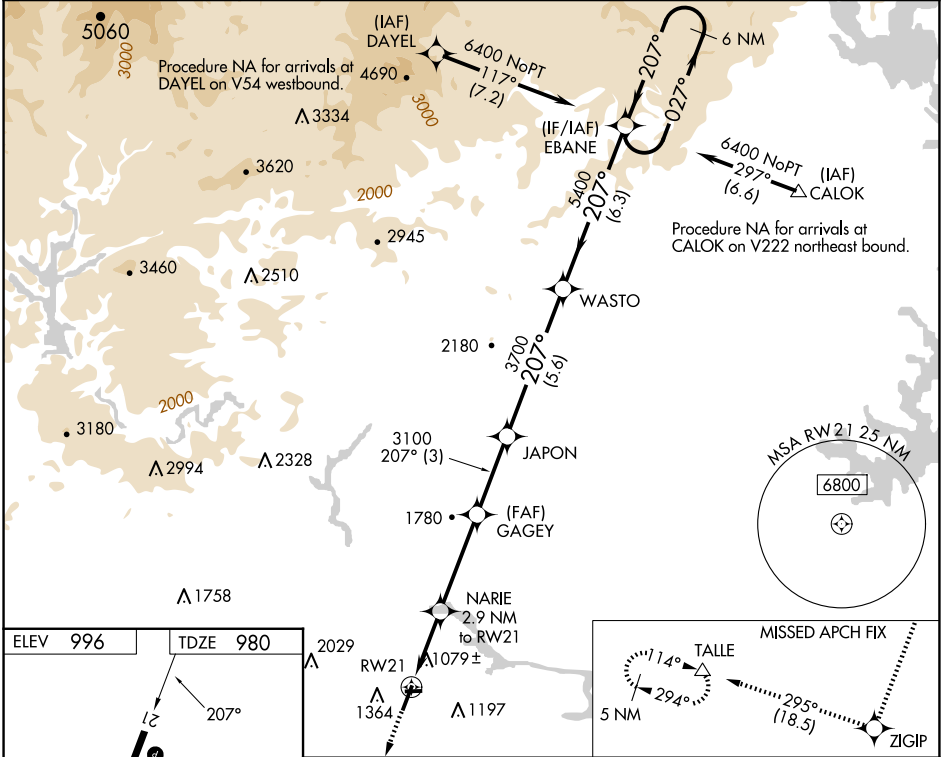 5060
3000
Procedure NA for arrivals at
DAYEL on V54 westbound.
(IAF)
DAYEL
4690
3000
6400 NoPT
117°
(7.2)
207°
027°
6 NM
3334
(IF/IAF)
EBANE
3620
2000
6400 NoPT
297°
(6.6)
(IAF)
CALOK
Procedure NA for arrivals at
CALOK on V222 northeast bound.
5400
207°
(6.3)
2945
3460
2510
WASTO
2180
3700
207°
(5.6)
2000
3180
2994
2328
3100
207° (3)
JAPON
MSA RW21 25 NM
6800
1780
(FAF)
GAGEY
1758
NARIE
2.9 NM
to RW21
ELEV 996
TDZE 980
2029
RW21
1079±
1364
1197
21
207°
P
MISSED APCH FIX
TALLE
114°
294°
5 NM
295°
(18.5)
ZIGIP